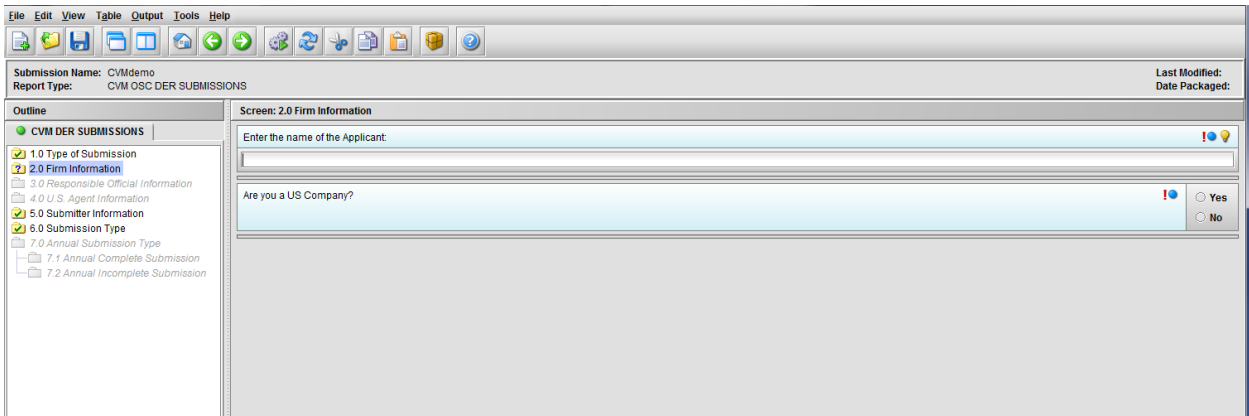 File Edit View Table Output Tools Help
Submission Name: CVMdemo
Last Modified:
Report Type: CVM OSC DER SUBMISSIONS
Date Packaged:
Outline
Screen: 2.0 Firm Information
CVM DER SUBMISSIONS
Enter the name of the Applicant:
1.0 Type of Submission
2.0 Firm Information
3.0 Responsible Official Information
4.0 U.S. Agent Information
5.0 Submitter Information
6.0 Submission Type
7.0 Annual Submission Type
7.1 Annual Complete Submission
7.2 Annual Incomplete Submission
Are you a US Company?
Yes
No